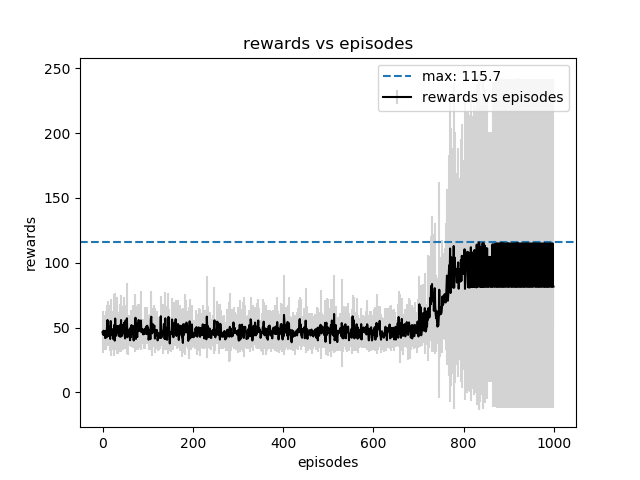 rewards vs episodes
max: 115.7
rewards vs episodes
rewards
250
200
150
100
50
0
0 200 400 600 800 1000
episodes